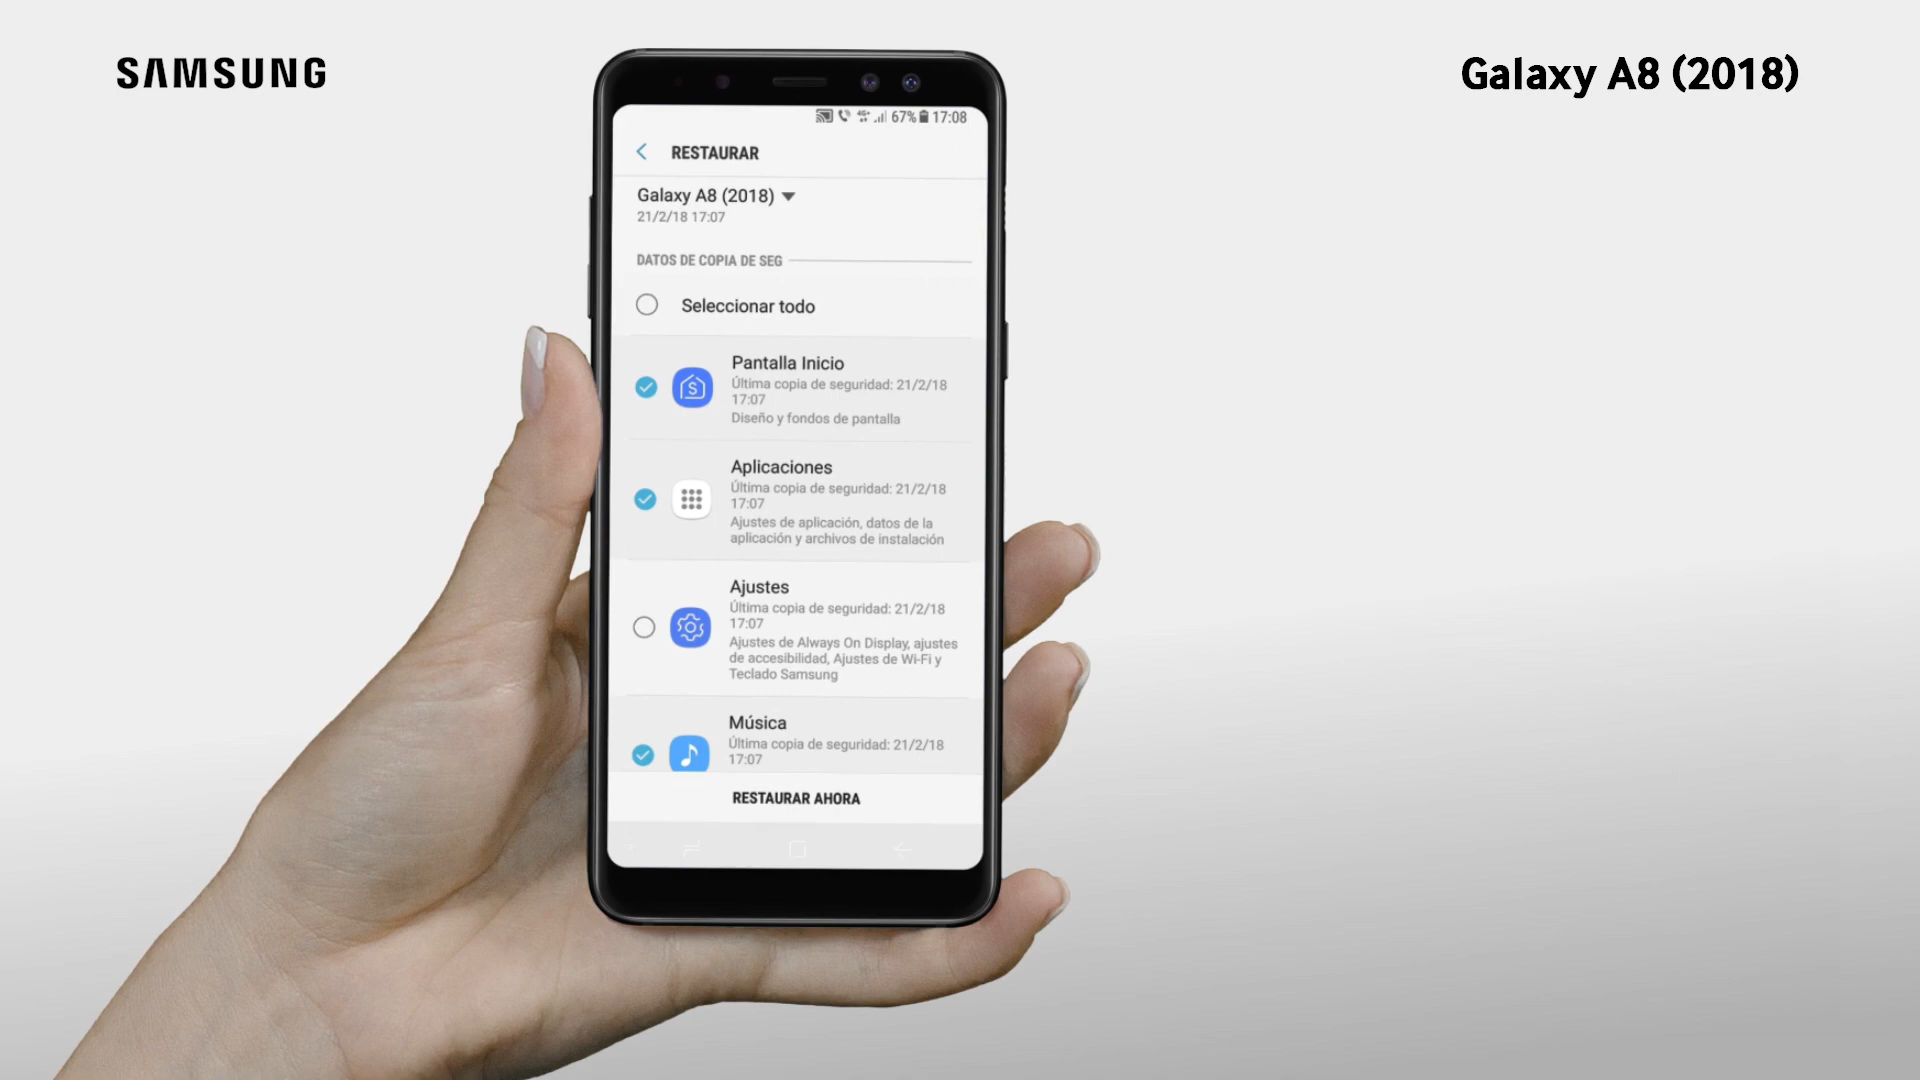 SAMSUNG
Galaxy A8 (2018)
67% 17:08
RESTAURAR
Galaxy A8 (2018)
21/2/18 17:07
DATOS DE COPIA DE SEG
Seleccionar todo
Pantalla Inicio
Última copia de seguridad: 21/2/18
17:07
Diseño y fondos de pantalla
Aplicaciones
Última copia de seguridad: 21/2/18
17:07
Ajustes de aplicación, datos de la
aplicación y archivos de instalación
Ajustes
Última copia de seguridad: 21/2/18
17:07
Ajustes de Always On Display, ajustes
de accesibilidad, Ajustes de Wi-Fi y
Teclado Samsung
Música
Última copia de seguridad: 21/2/18
17:07
RESTAURAR AHORA